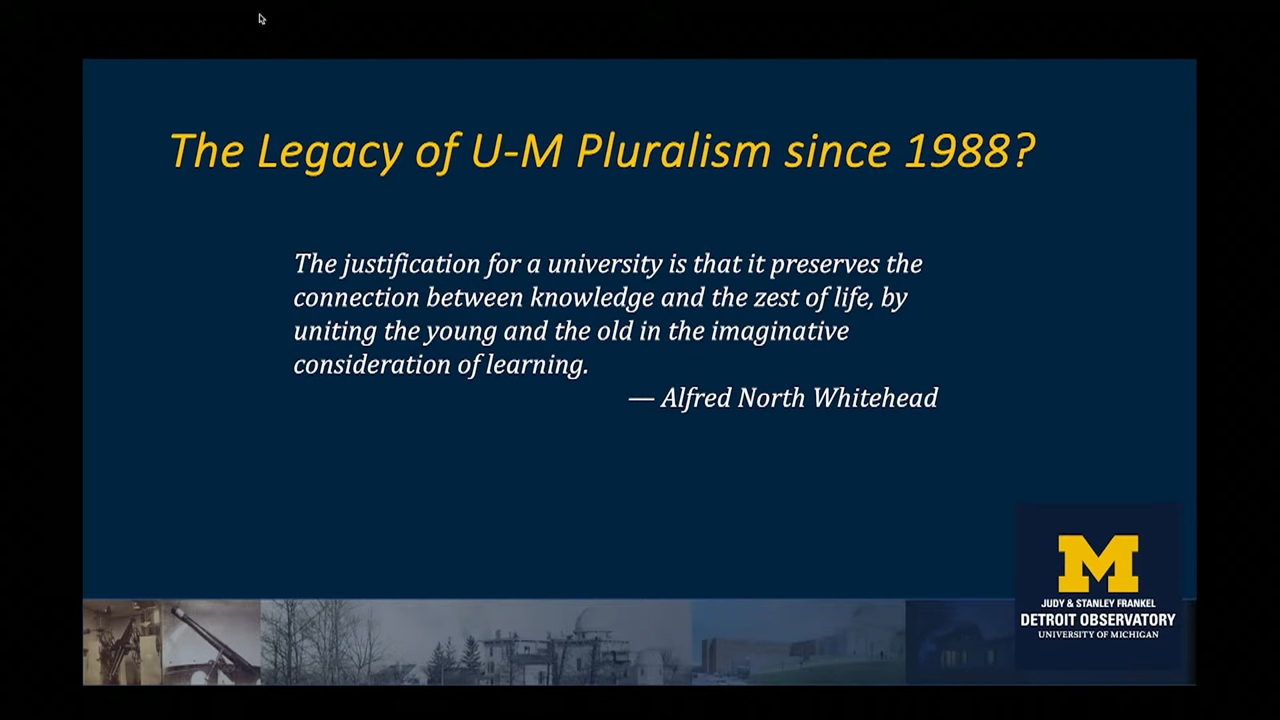 The Legacy of U-M Pluralism since 1988?
The justification for a university is that it preserves the
connection between knowledge and the zest of life, by
uniting the young and the old in the imaginative
consideration of learning.
— Alfred North Whitehead
M
JUDY & STANLEY FRANKEL
DETROIT OBSERVATORY
UNIVERSITY OF MICHIGAN